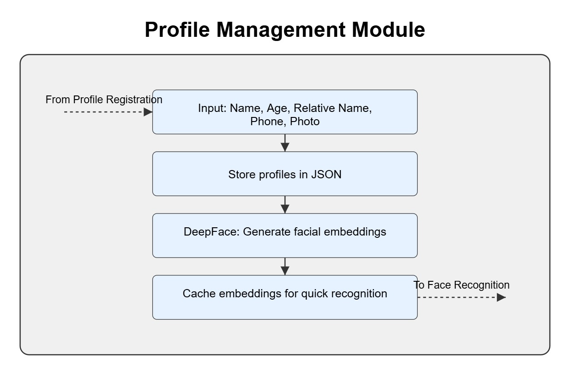 Profile Management Module
From Profile Registration
Input: Name, Age, Relative Name,
Phone, Photo
Store profiles in JSON
DeepFace: Generate facial embeddings
Cache embeddings for quick recognition
To Face Recognition